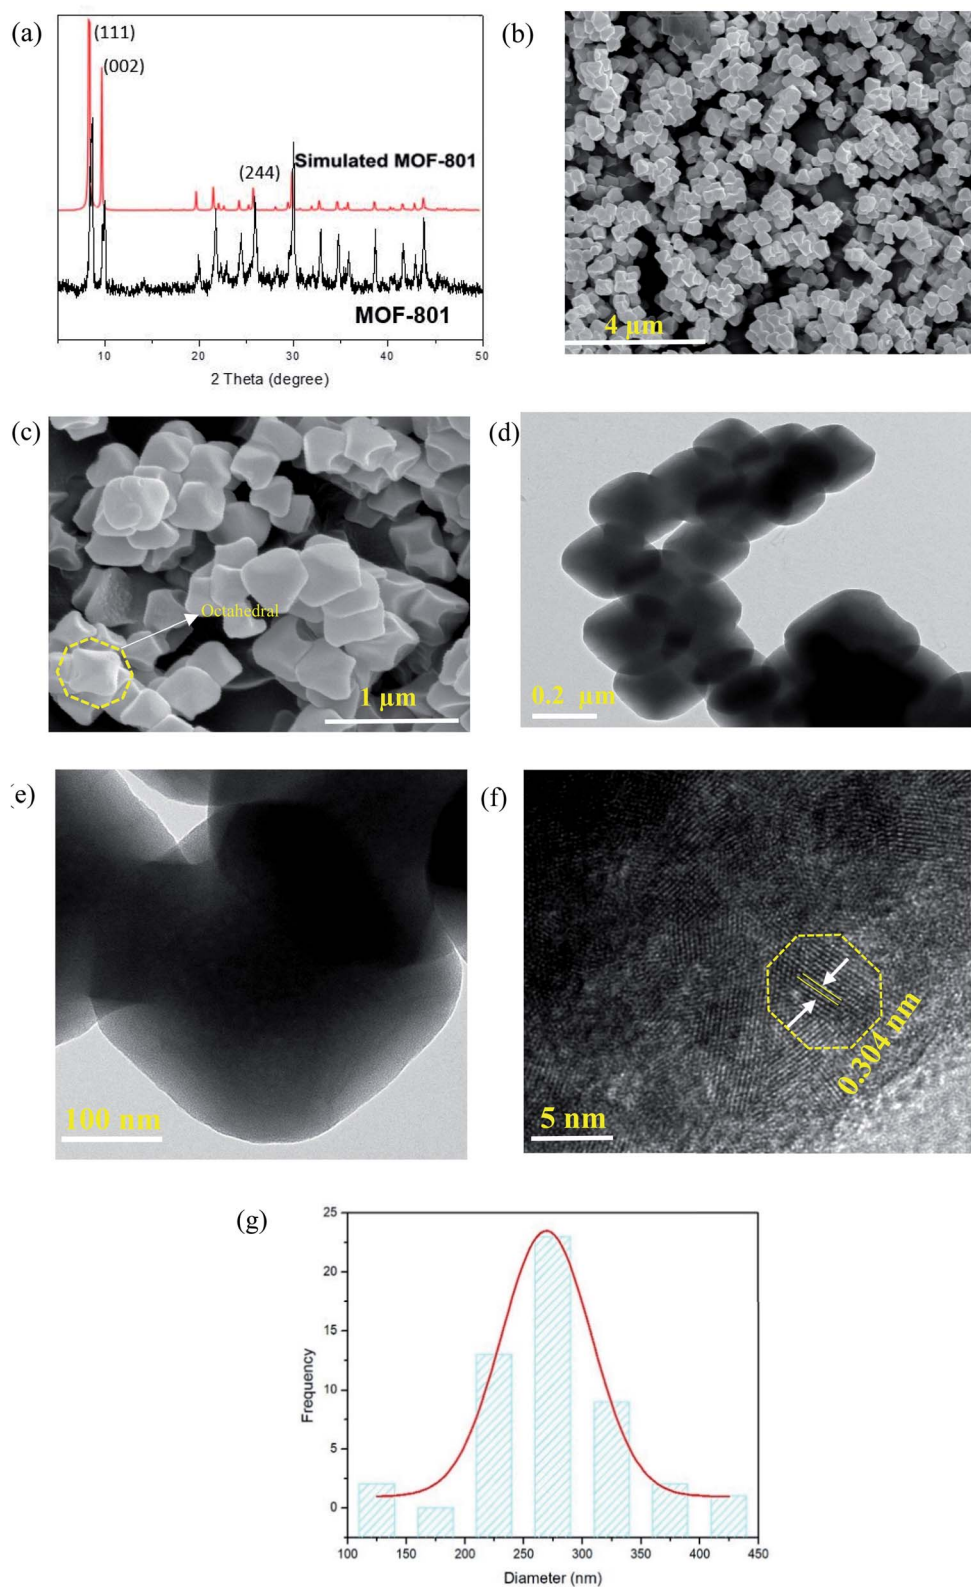 (a)
(111)
(002)
(244)
Simulated MOF-801
MOF-801
10
20
30
40
50
2 Theta (degree)
(b)
4 µm
(c)
Octahedral
1 µm
(d)
0.2 µm
(e)
100 nm
(f)
0.304 nm
5 nm
(g)
25
20
15
10
5
0
Frequency
100
150
200
250
300
350
400
450
Diameter (nm)